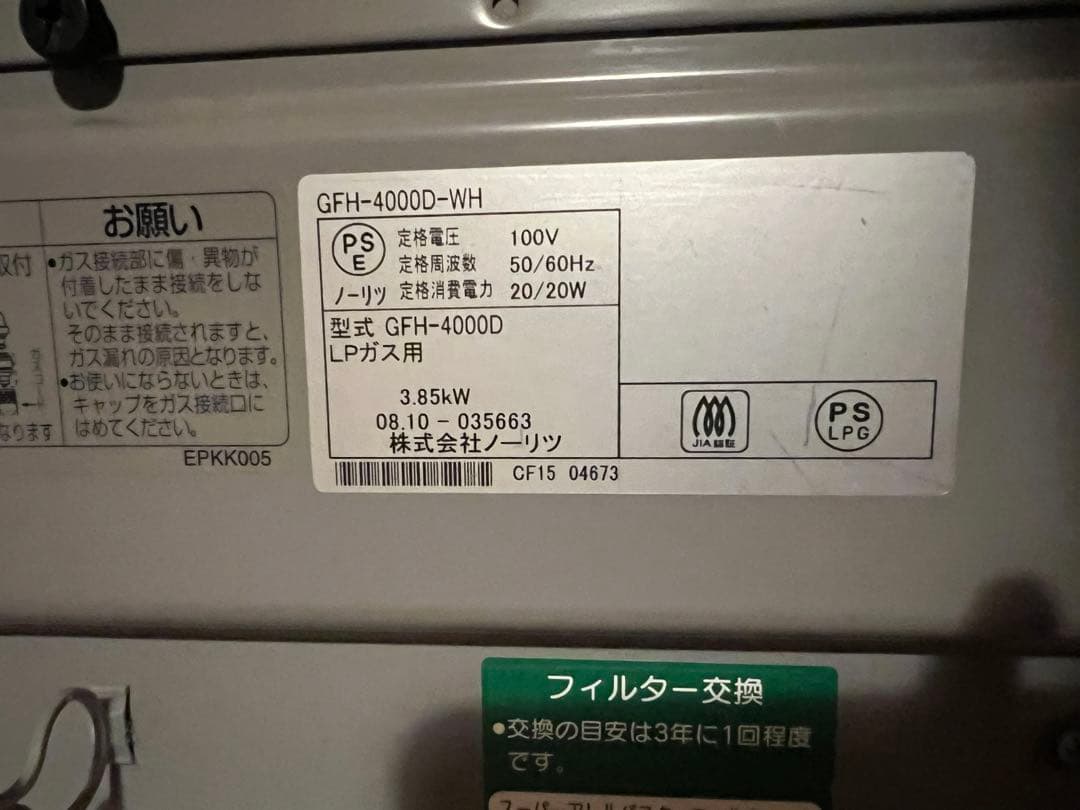 お願い
取付
●ガス接続部に傷・異物が
付着したまま接続をしな
いでください。
そのまま接続されますと、
ガス漏れの原因となります。
●お使いにならないときは、
キャップをガス接続口に
はめてください。
なります
EPKK005
GFH-4000D-WH
PS
E
定格電圧 100V
定格周波数 50/60Hz
ノーリツ 定格消費電力 20/20W
型式 GFH-4000D
LPガス用
3.85kW
08.10-035663
株式会社ノーリツ
JIA認証
PS
LPG
CF15 04673
フィルター交換
●交換の目安は3年に1回程度
です。